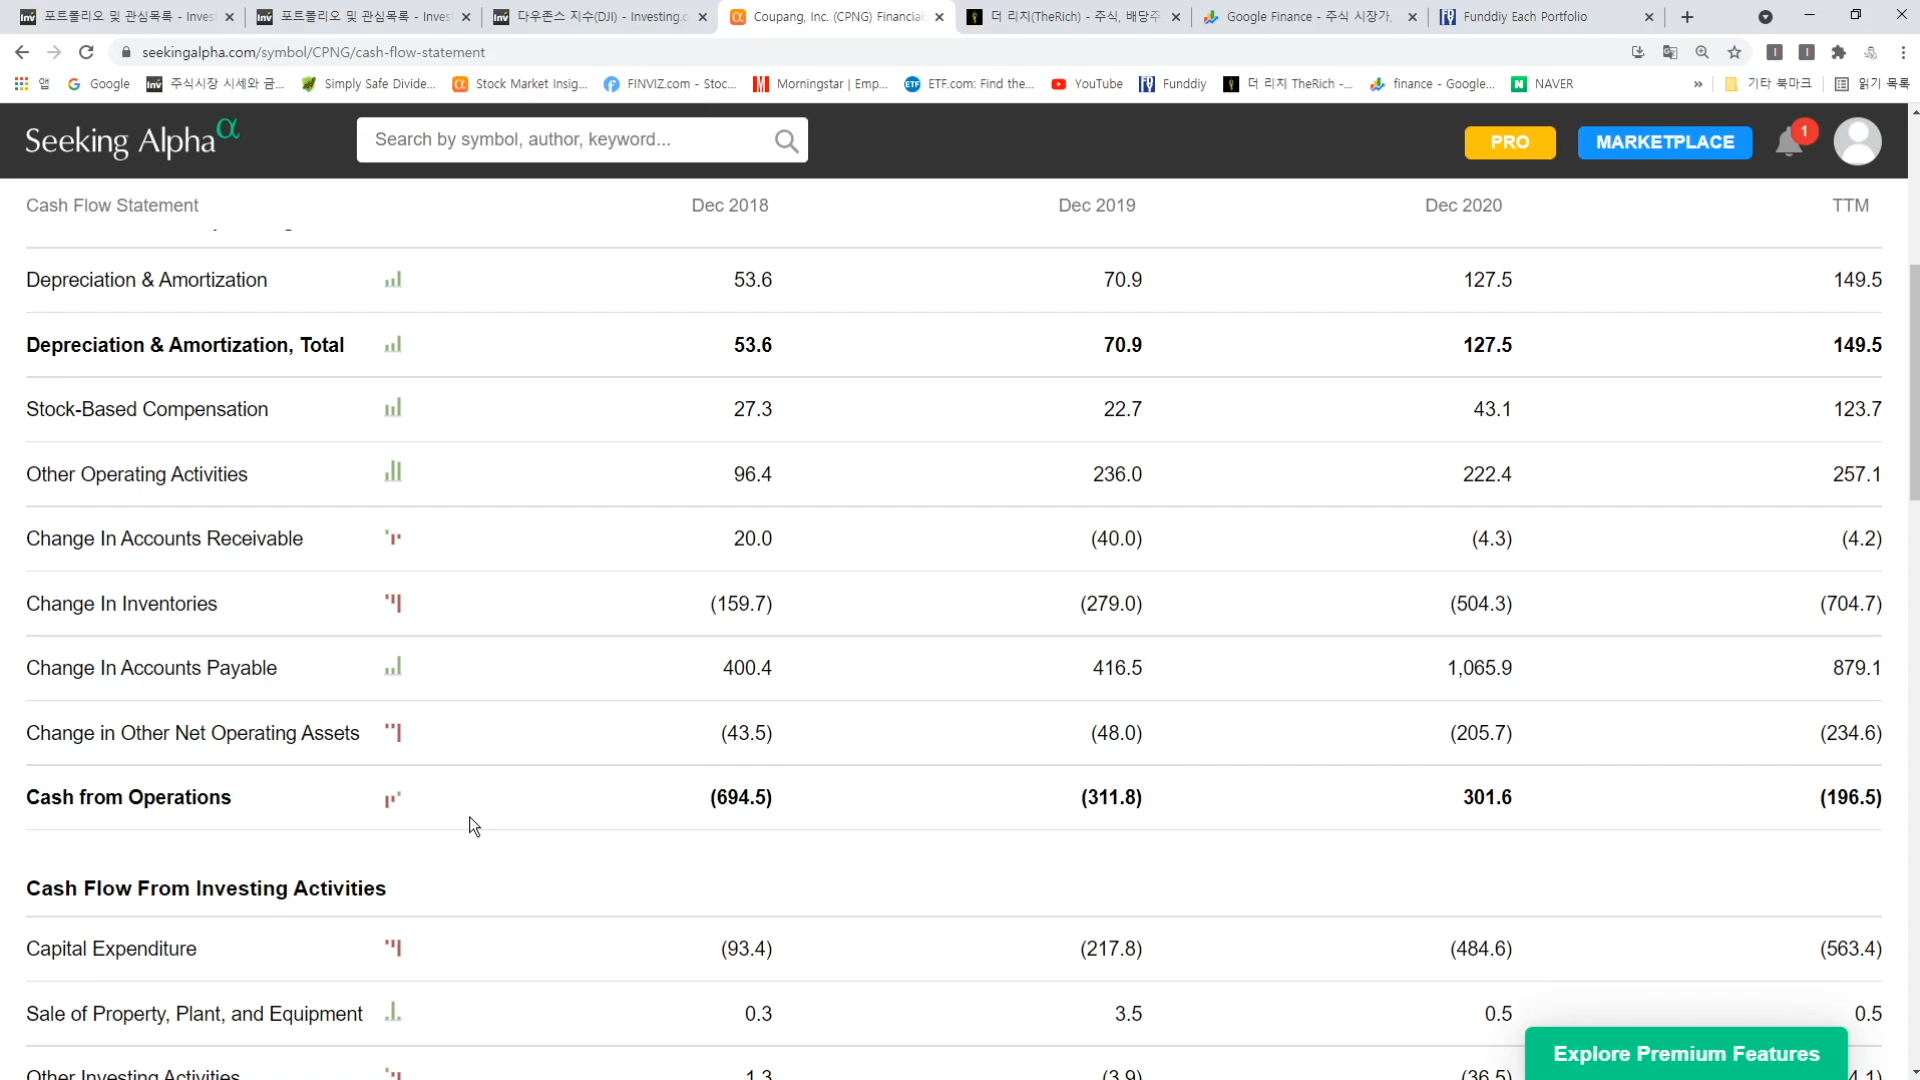 포트폴리오 및 관심목록 - Inves
포트폴리오 및 관심목록 - Inves
다우존스 지수(DJI) - Investing.c
Coupang, Inc. (CPNG) Financial
더 리치(TheRich) - 주식, 배당주
Google Finance - 주식 시장가,
Funddiy Each Portfolio
seekingalpha.com/symbol/CPNG/cash-flow-statement
앱
Google
주식시장 시세와 금...
Simply Safe Divide...
Stock Market Insig...
FINVIZ.com - Stoc...
Morningstar | Emp...
ETF.com: Find the...
YouTube
Funddiy
더 리치 TheRich -...
finance - Google...
NAVER
»
기타 북마크
읽기 목록
Seeking Alpha α
Search by symbol, author, keyword...
PRO
MARKETPLACE
1
Cash Flow Statement Dec 2018 Dec 2019 Dec 2020 TTM
Depreciation & Amortization 53.6 70.9 127.5 149.5
Depreciation & Amortization, Total 53.6 70.9 127.5 149.5
Stock-Based Compensation 27.3 22.7 43.1 123.7
Other Operating Activities 96.4 236.0 222.4 257.1
Change In Accounts Receivable 20.0 (40.0) (4.3) (4.2)
Change In Inventories (159.7) (279.0) (504.3) (704.7)
Change In Accounts Payable 400.4 416.5 1,065.9 879.1
Change in Other Net Operating Assets (43.5) (48.0) (205.7) (234.6)
Cash from Operations (694.5) (311.8) 301.6 (196.5)
Cash Flow From Investing Activities
Capital Expenditure (93.4) (217.8) (484.6) (563.4)
Sale of Property, Plant, and Equipment 0.3 3.5 0.5 0.5
Other Investing Activities 1.3 (3.9) (36.5) 4.1)
Explore Premium Features